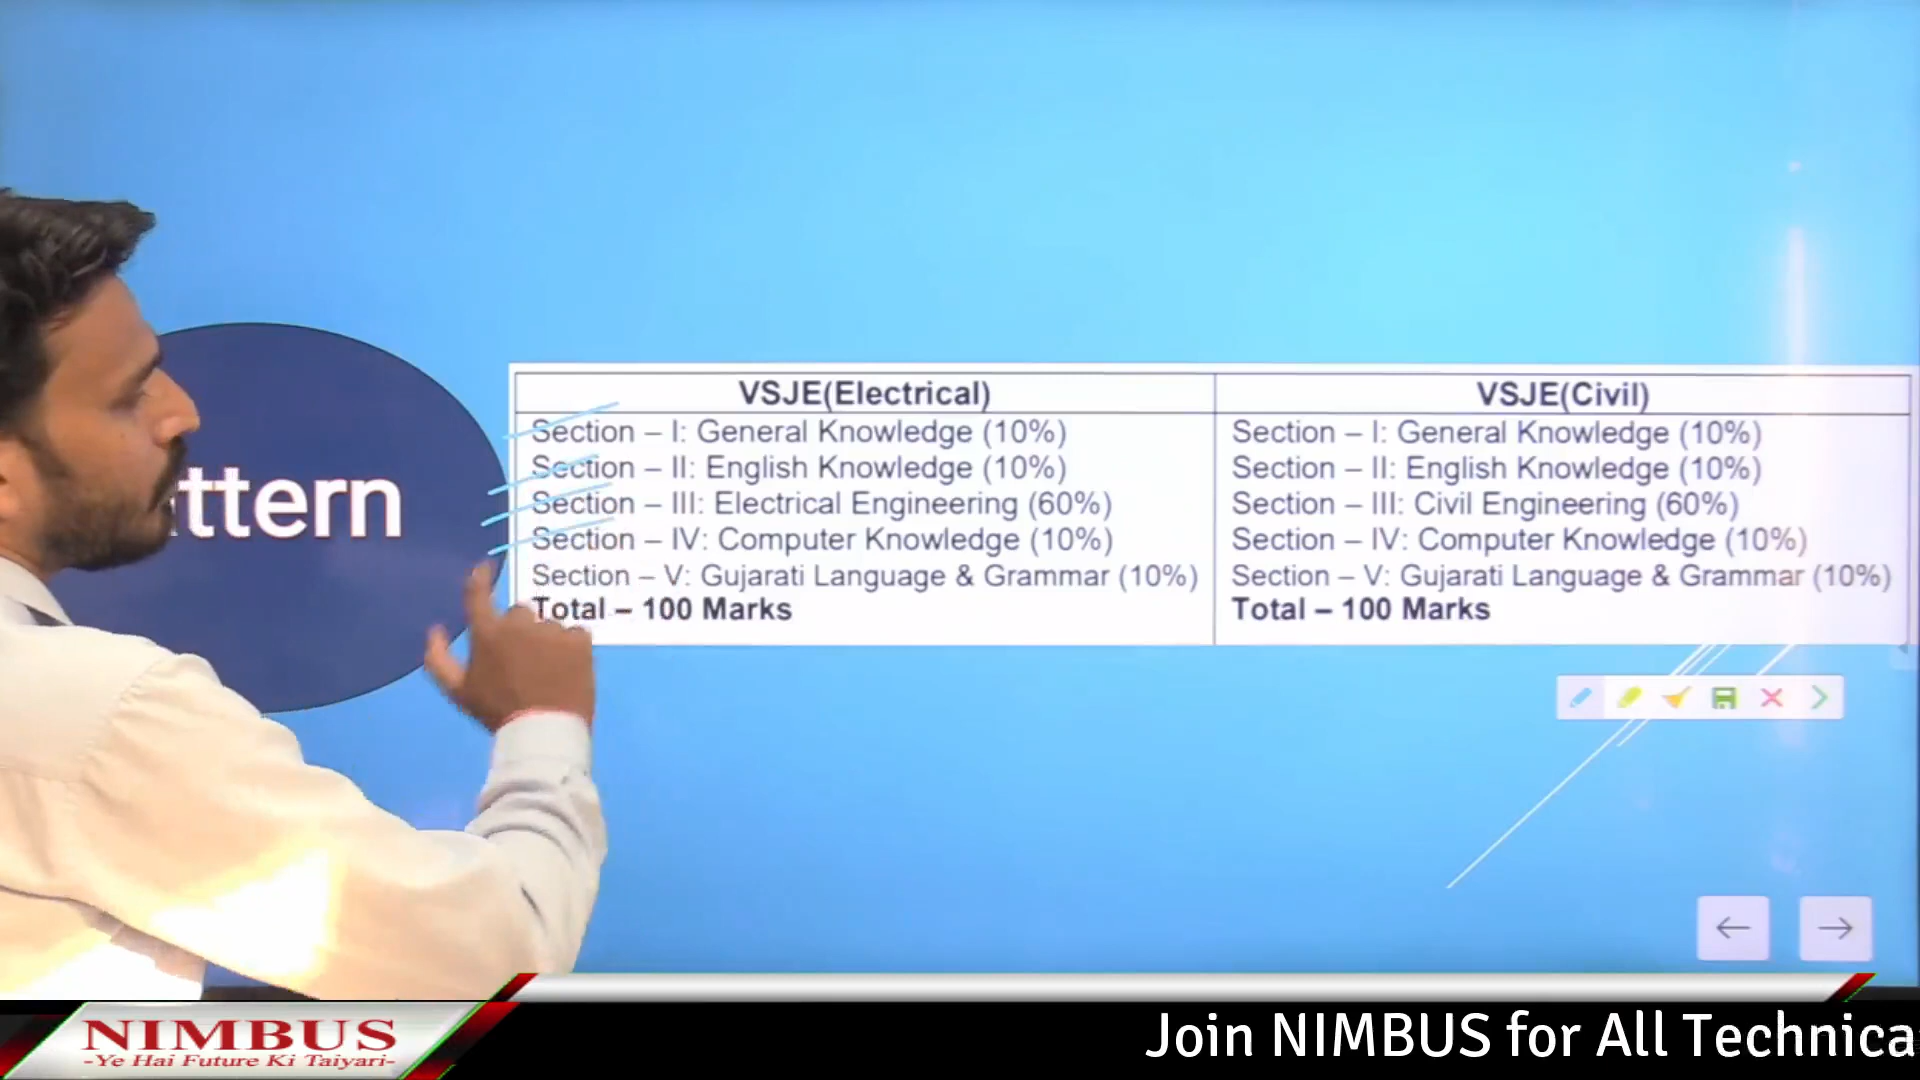 ttern
VSJE(Electrical)
Section – I: General Knowledge (10%)
Section – II: English Knowledge (10%)
Section – III: Electrical Engineering (60%)
Section – IV: Computer Knowledge (10%)
Section – V: Gujarati Language & Grammar (10%)
Total – 100 Marks
VSJE(Civil)
Section – I: General Knowledge (10%)
Section – II: English Knowledge (10%)
Section – III: Civil Engineering (60%)
Section – IV: Computer Knowledge (10%)
Section – V: Gujarati Language & Grammar (10%)
Total – 100 Marks
NIMBUS
-Ye Hai Future Ki Taiyari-
Join NIMBUS for All Technica